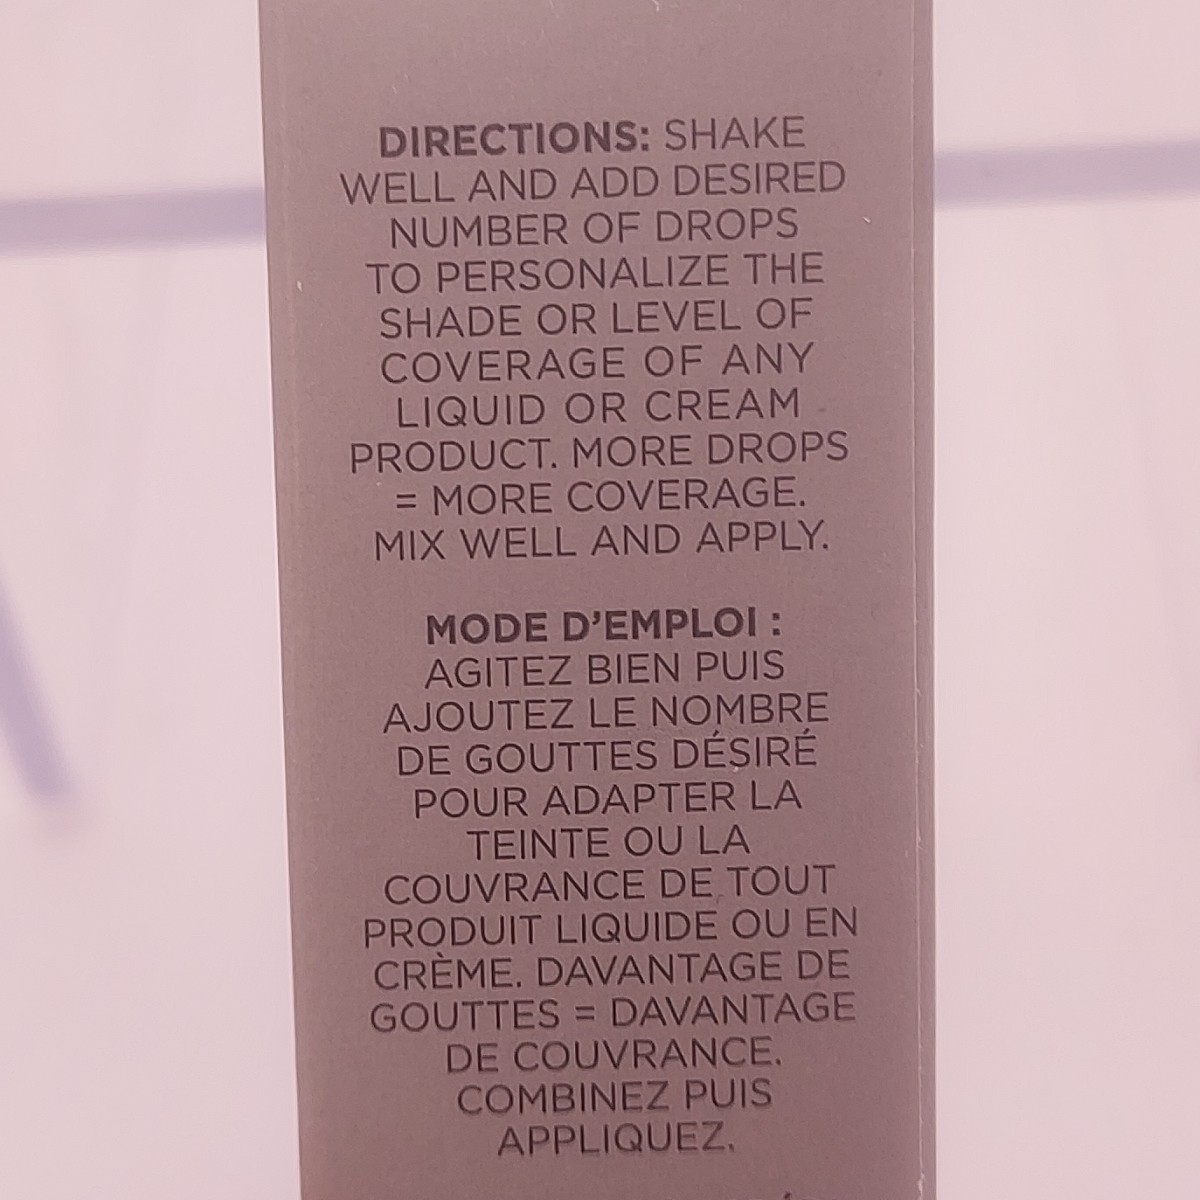 DIRECTIONS: SHAKE
WELL AND ADD DESIRED
NUMBER OF DROPS
TO PERSONALIZE THE
SHADE OR LEVEL OF
COVERAGE OF ANY
LIQUID OR CREAM
PRODUCT. MORE DROPS
= MORE COVERAGE.
MIX WELL AND APPLY.
MODE D'EMPLOI :
AGITEZ BIEN PUIS
AJOUTEZ LE NOMBRE
DE GOUTTES DÉSIRÉ
POUR ADAPTER LA
TEINTE OU LA
COUVRANCE DE TOUT
PRODUIT LIQUIDE OU EN
CRÈME. DAVANTAGE DE
GOUTTES = DAVANTAGE
DE COUVRANCE.
COMBINEZ PUIS
APPLIQUEZ.